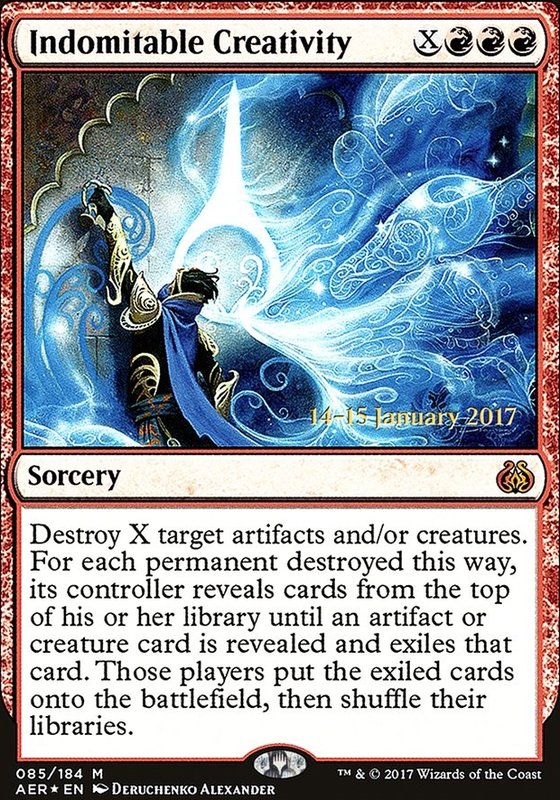 Indomitable Creativity X
14-15 January 2017
Sorcery
Destroy X target artifacts and/or creatures.
For each permanent destroyed this way,
its controller reveals cards from the top
of his or her library until an artifact or
creature card is revealed and exiles that
card. Those players put the exiled cards
onto the battlefield, then shuffle their
libraries.
085/184 M
AER★EN Deruchenko Alexander
™ & © 2017 Wizards of the Coast